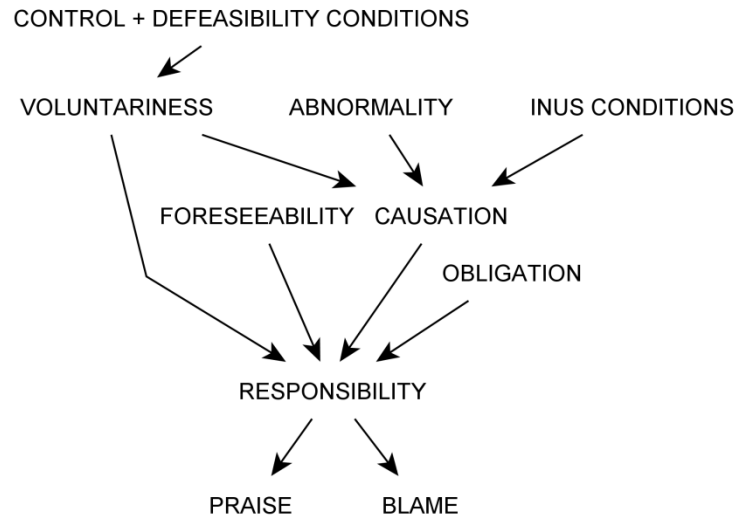 CONTROL + DEFEASIBILITY CONDITIONS
VOLUNTARINESS ABNORMALITY INUS CONDITIONS
FORESEEABILITY CAUSATION
OBLIGATION
RESPONSIBILITY
PRAISE BLAME